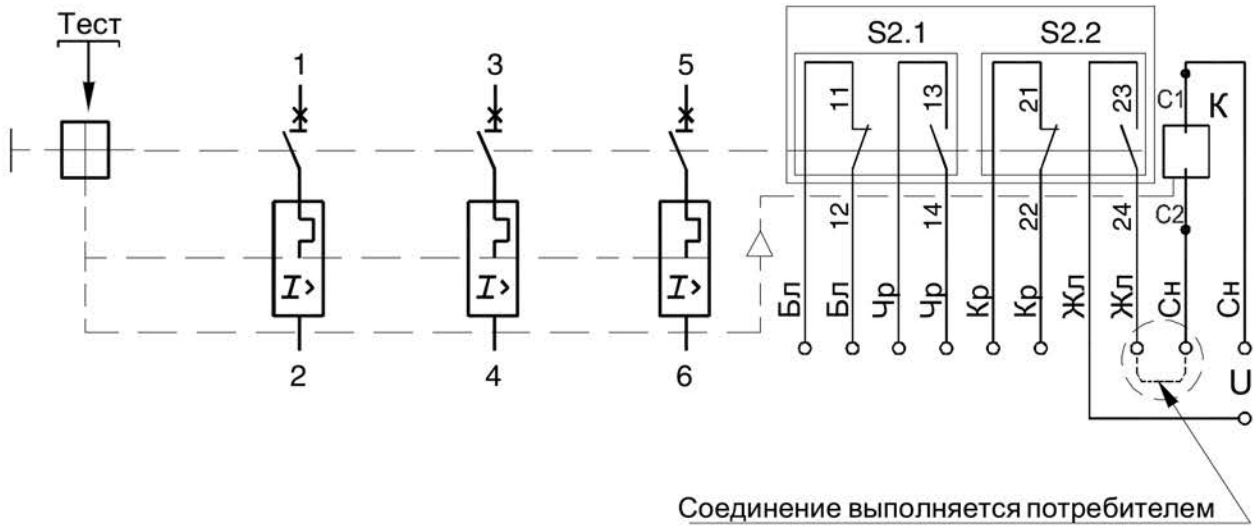 Тест
1 3 5
S2.1 S2.2
11 13 21 23
C1 K
I> I> I>
12 14 22 24
C2
Бл Бл Чр Чр Кр Кр Жл Жл Сн Сн
2 4 6
U
Соединение выполняется потребителем